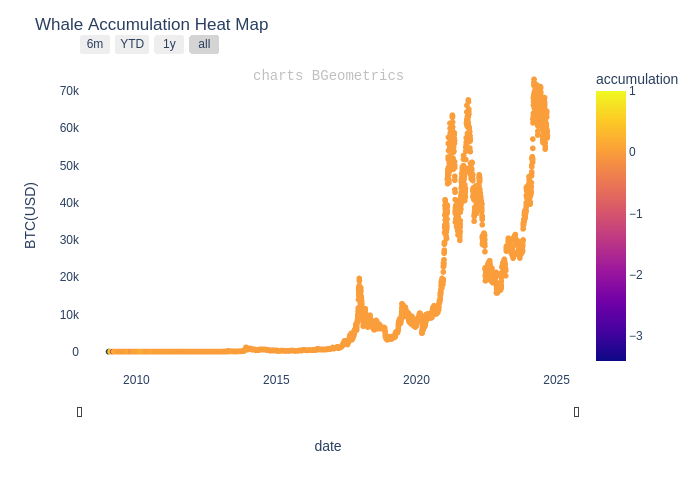 Whale Accumulation Heat Map
6m YTD 1y all
charts BGeometrics
accumulation
70k
60k
50k
40k
30k
20k
10k
0
BTC(USD)
1
0
−1
−2
−3
2010 2015 2020 2025
date